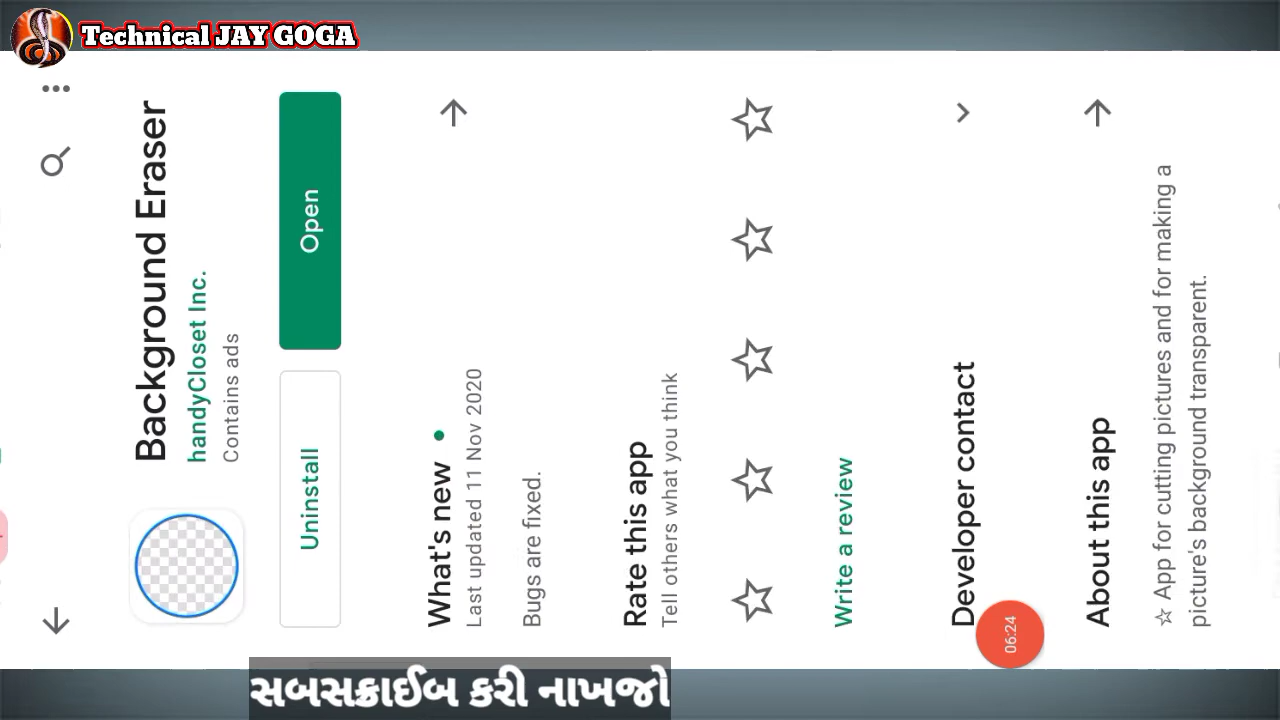 Technical JAY GOGA
Background Eraser
handyCloset Inc.
Contains ads
Uninstall
Open
What's new
Last updated 11 Nov 2020
Bugs are fixed.
Rate this app
Tell others what you think
Write a review
Developer contact
About this app
☆ App for cutting pictures and for making a
picture's background transparent.
06:24
સબસક્રાઈબ કરી નાખજો